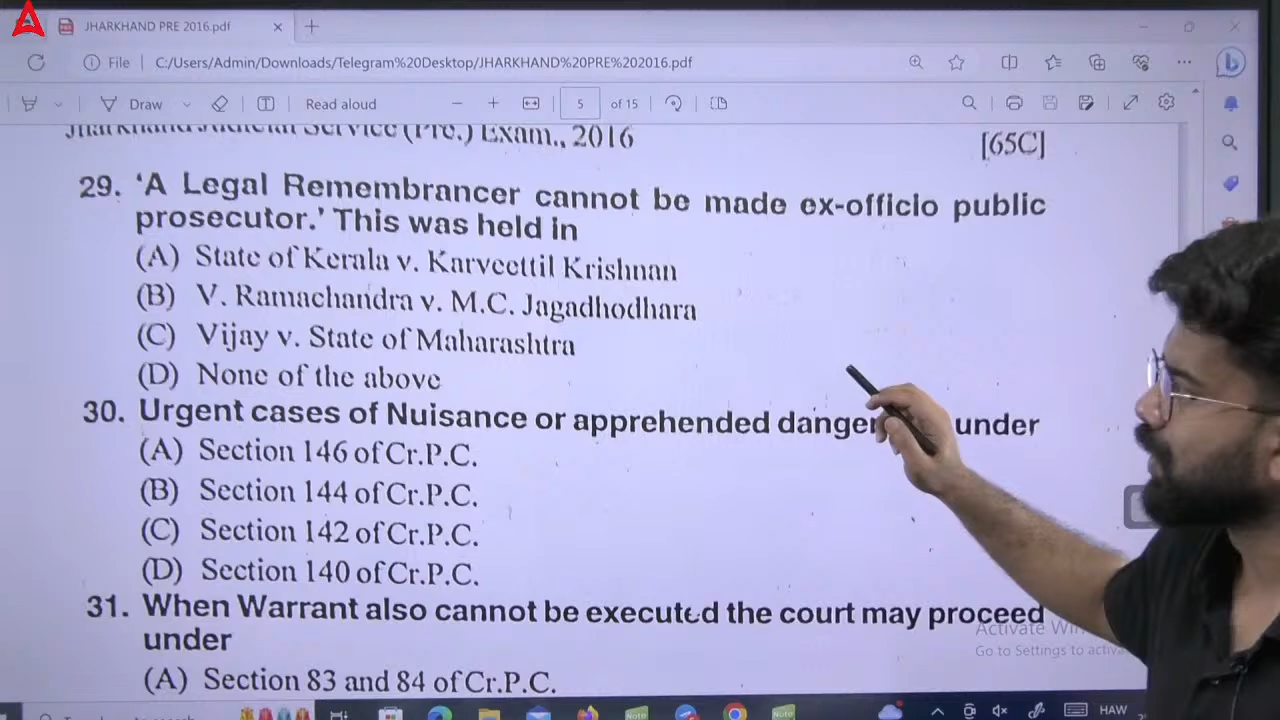 JHARKHAND PRE 2016.pdf
File C:/Users/Admin/Downloads/Telegram%20Desktop/JHARKHAND%20PRE%202016.pdf
Draw Read aloud 5 of 15
Jharkhand Judicial Service (Pre.) Exam., 2016 [65C]
29. ‘A Legal Remembrancer cannot be made ex-officio public
prosecutor.’ This was held in
(A) State of Kerala v. Karveettil Krishnan
(B) V. Ramachandra v. M.C. Jagadhodhara
(C) Vijay v. State of Maharashtra
(D) None of the above
30. Urgent cases of Nuisance or apprehended danger under
(A) Section 146 of Cr.P.C.
(B) Section 144 of Cr.P.C.
(C) Section 142 of Cr.P.C.
(D) Section 140 of Cr.P.C.
31. When Warrant also cannot be executed the court may proceed
under
Activate
Go to Settings to
(A) Section 83 and 84 of Cr.P.C.
Note Note HAW